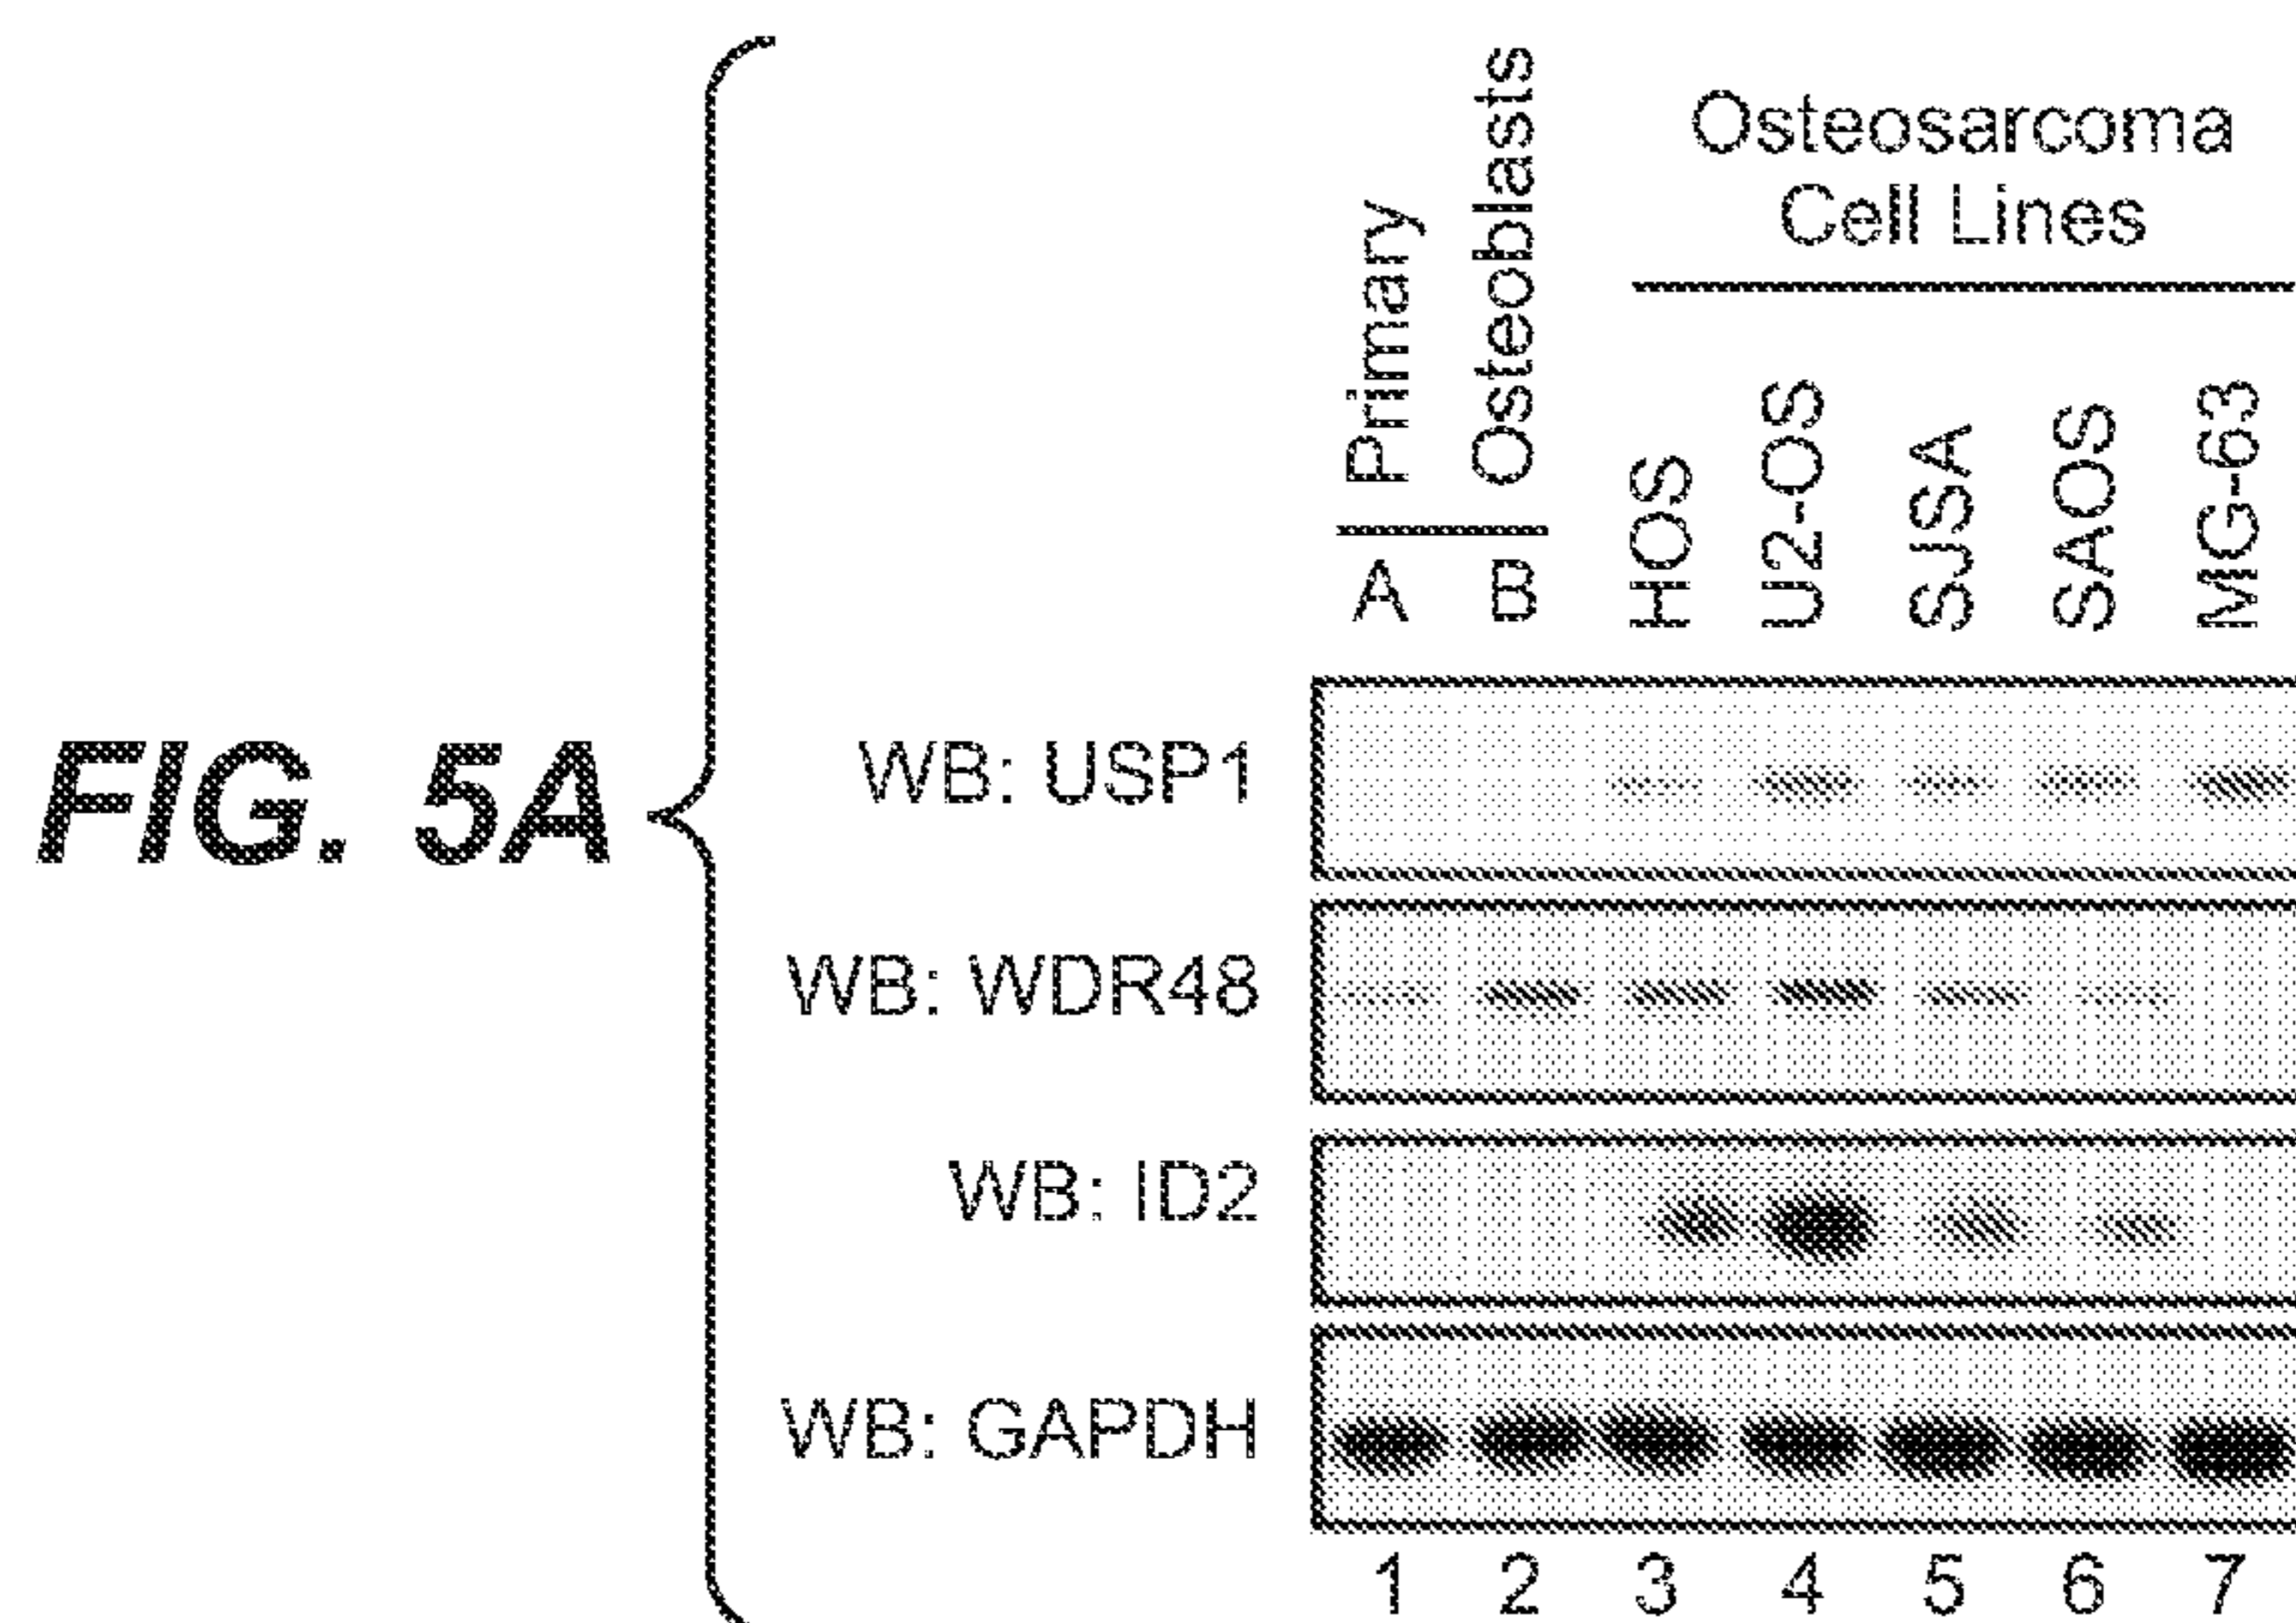 FIG. 5A
Primary
Osteoblasts
Osteosarcoma
Cell Lines
A B HOS U2-OS SJSA SAOS MG-63
WB: USP1
WB: WDR48
WB: ID2
WB: GAPDH
1 2 3 4 5 6 7